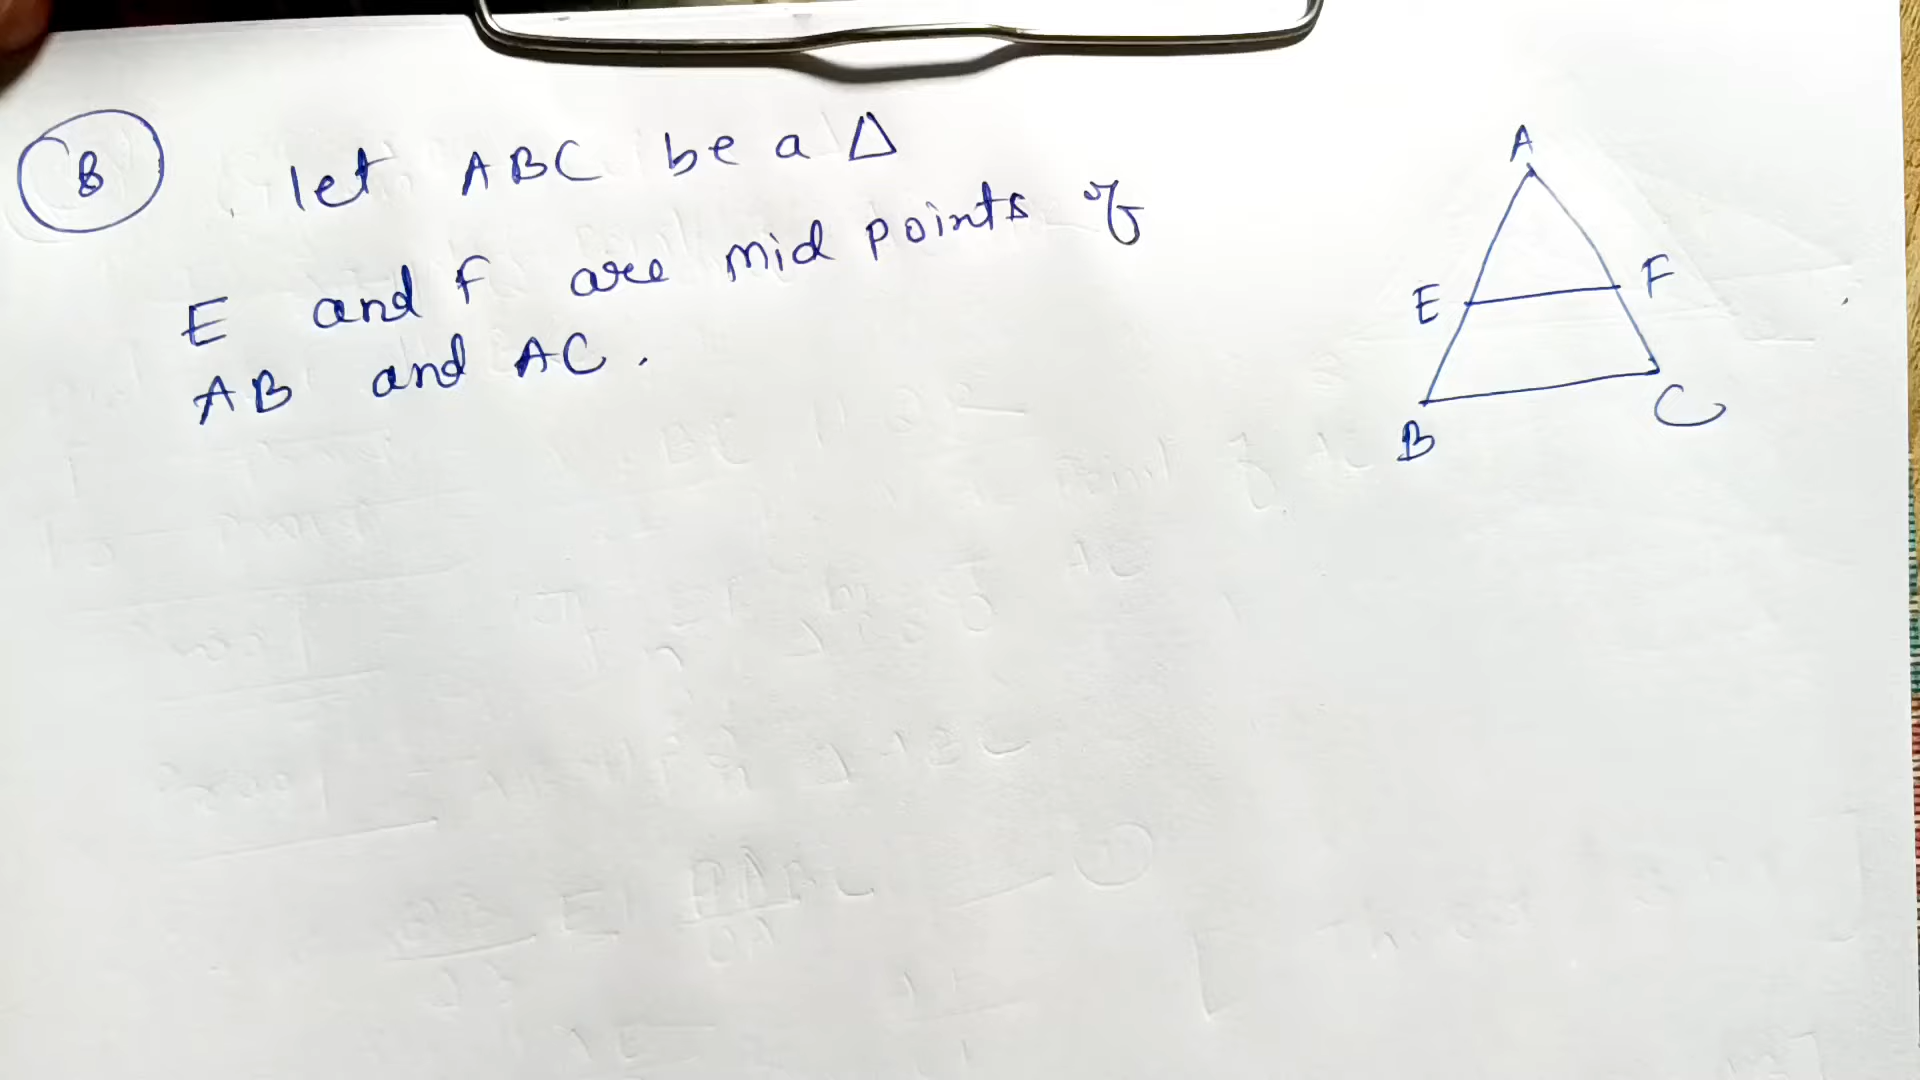 8 let ABC be a Δ
E and F are mid points of
AB and AC.
A
E F
B C